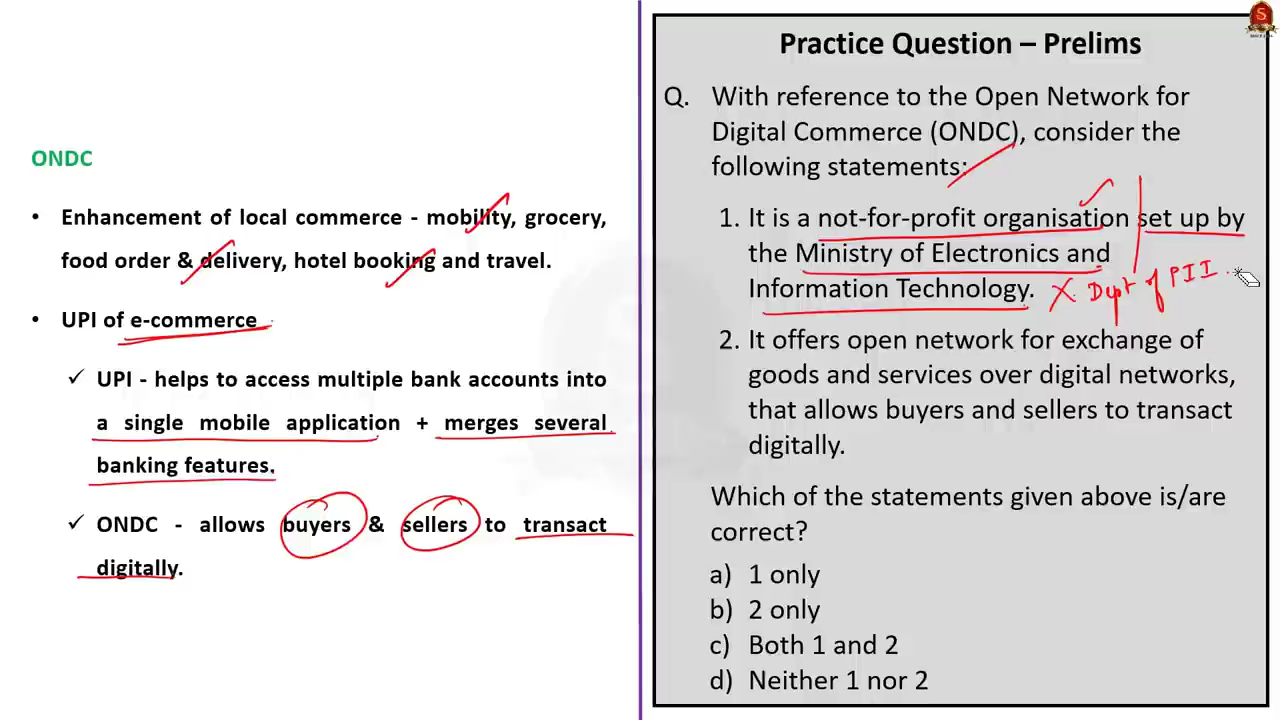 ONDC
• Enhancement of local commerce - mobility, grocery,
food order & delivery, hotel booking and travel.
• UPI of e-commerce
✓ UPI - helps to access multiple bank accounts into
a single mobile application + merges several
banking features.
✓ ONDC - allows buyers & sellers to transact
digitally.
Practice Question – Prelims
Q. With reference to the Open Network for
Digital Commerce (ONDC), consider the
following statements:
1. It is a not-for-profit organisation set up by
the Ministry of Electronics and
Information Technology. X. Dept of PII
2. It offers open network for exchange of
goods and services over digital networks,
that allows buyers and sellers to transact
digitally.
Which of the statements given above is/are
correct?
a) 1 only
b) 2 only
c) Both 1 and 2
d) Neither 1 nor 2